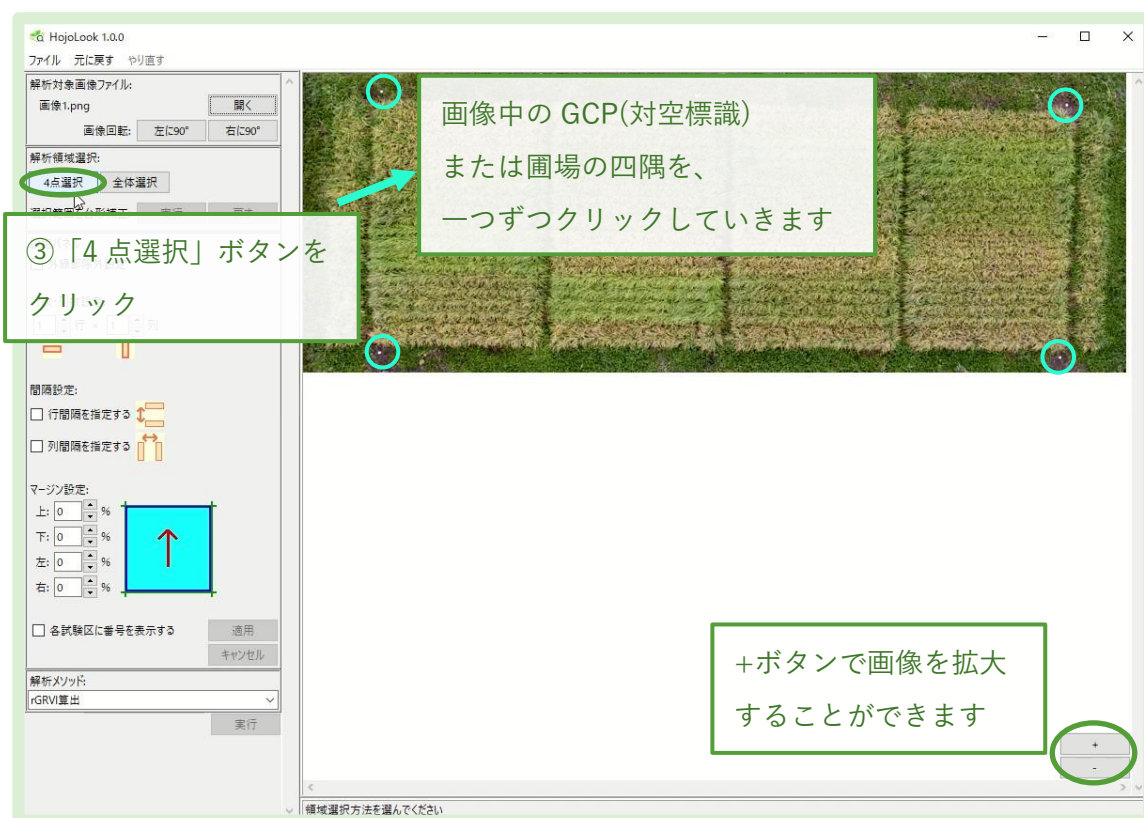 HojoLook 1.0.0
ファイル 元に戻す やり直す
解析対象画像ファイル:
画像1.png 開く
画像回転: 左に90° 右に90°
解析領域選択:
4点選択 全体選択
画像中の GCP(対空標識)
または圃場の四隅を、
一つずつクリックしていきます
③「4 点選択」ボタンを
クリック
1 行 × 1 列
間隔設定:
行間隔を指定する
列間隔を指定する
マージン設定:
上: 0 %
下: 0 %
左: 0 %
右: 0 %
各試験区に番号を表示する 適用
キャンセル
解析メソッド:
rGRVI算出
実行
+ボタンで画像を拡大
することができます
+
-
領域選択方法を選んでください